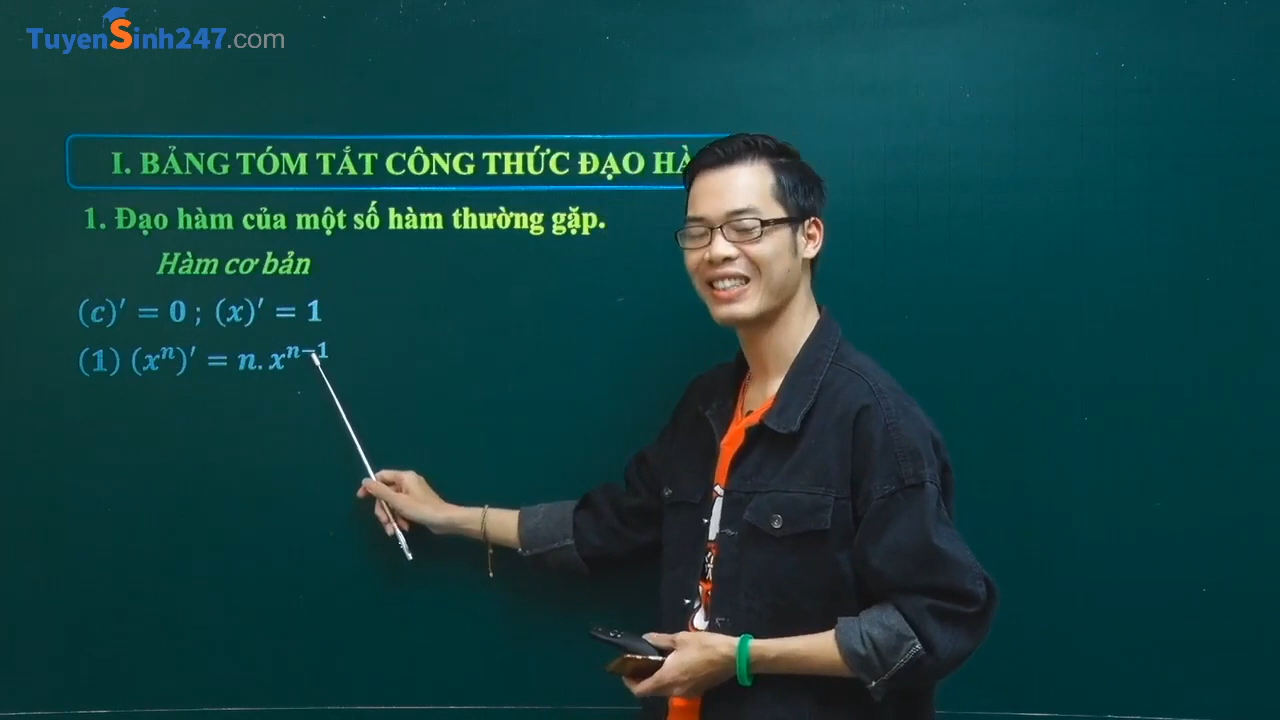 TuyenSinh247.com
I. BẢNG TÓM TẮT CÔNG THỨC ĐẠO
1. Đạo hàm của một số hàm thường gặp.
Hàm cơ bản
(c)′ = 0 ; (x)′ = 1
(1) (xⁿ)′ = n. xⁿ⁻¹